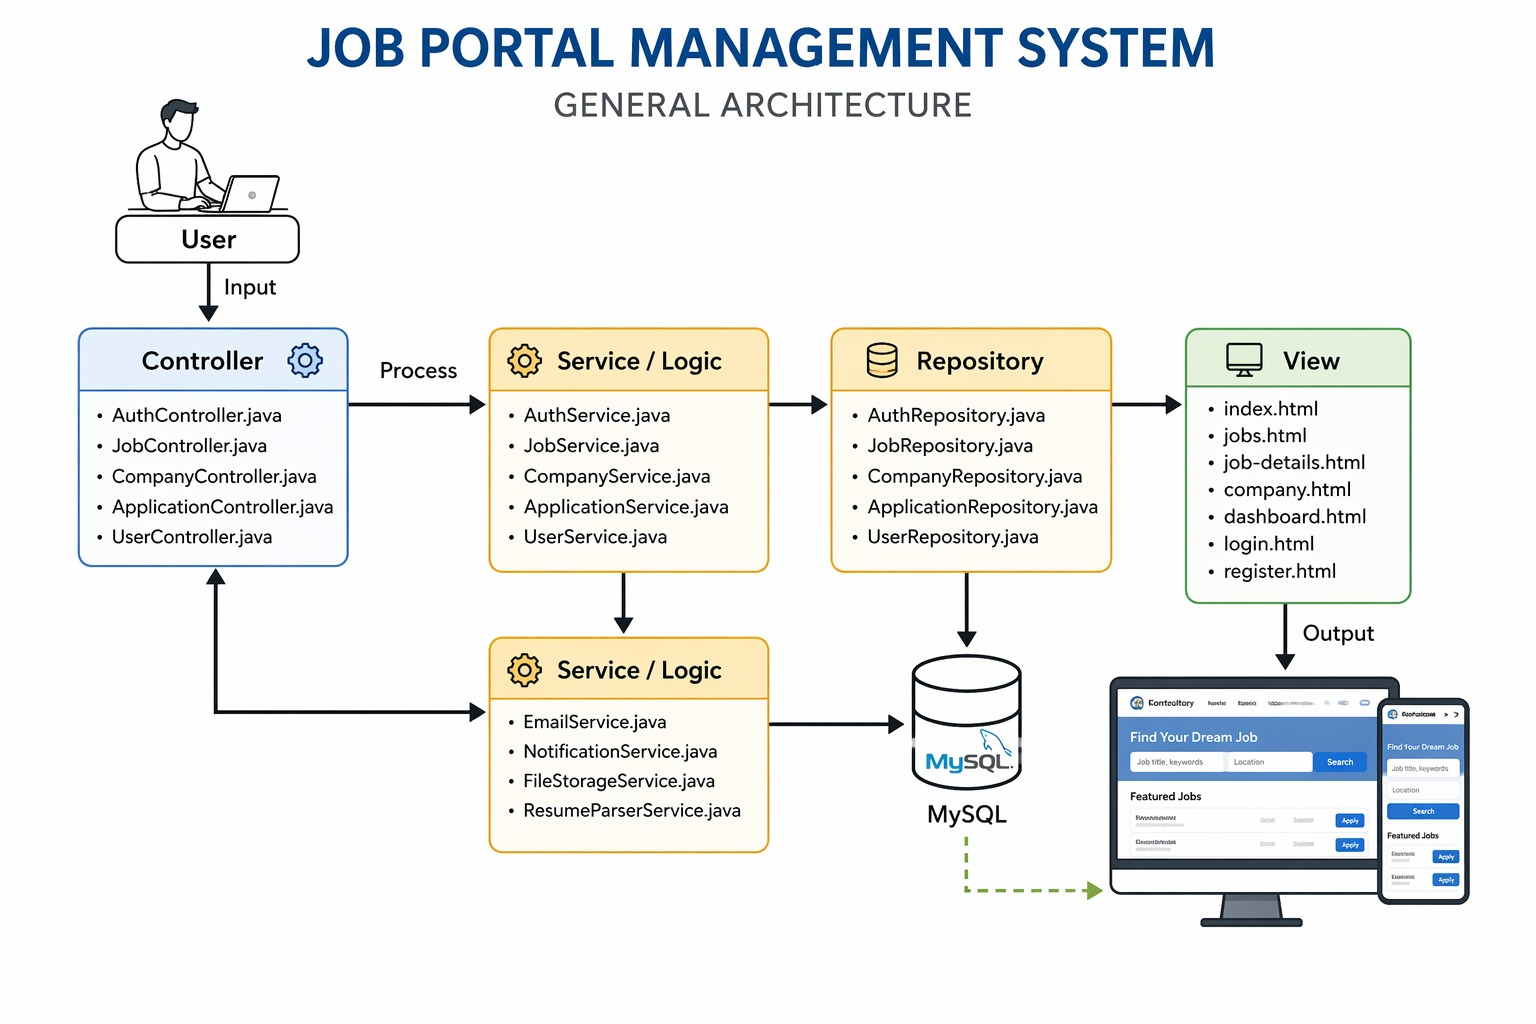 JOB PORTAL MANAGEMENT SYSTEM
GENERAL ARCHITECTURE
User
Input
Controller
• AuthController.java
• JobController.java
• CompanyController.java
• ApplicationController.java
• UserController.java
Process
Service / Logic
• AuthService.java
• JobService.java
• CompanyService.java
• ApplicationService.java
• UserService.java
Repository
• AuthRepository.java
• JobRepository.java
• CompanyRepository.java
• ApplicationRepository.java
• UserRepository.java
View
• index.html
• jobs.html
• job-details.html
• company.html
• dashboard.html
• login.html
• register.html
Service / Logic
• EmailService.java
• NotificationService.java
• FileStorageService.java
• ResumeParserService.java
MySQL.
MySQL
Output
Find Your Dream Job
Job title, keywords
Location
Search
Featured Jobs
Apply
Apply
Find Your Dream Job
Job title, keywords
Location
Search
Featured Jobs
Apply
Apply